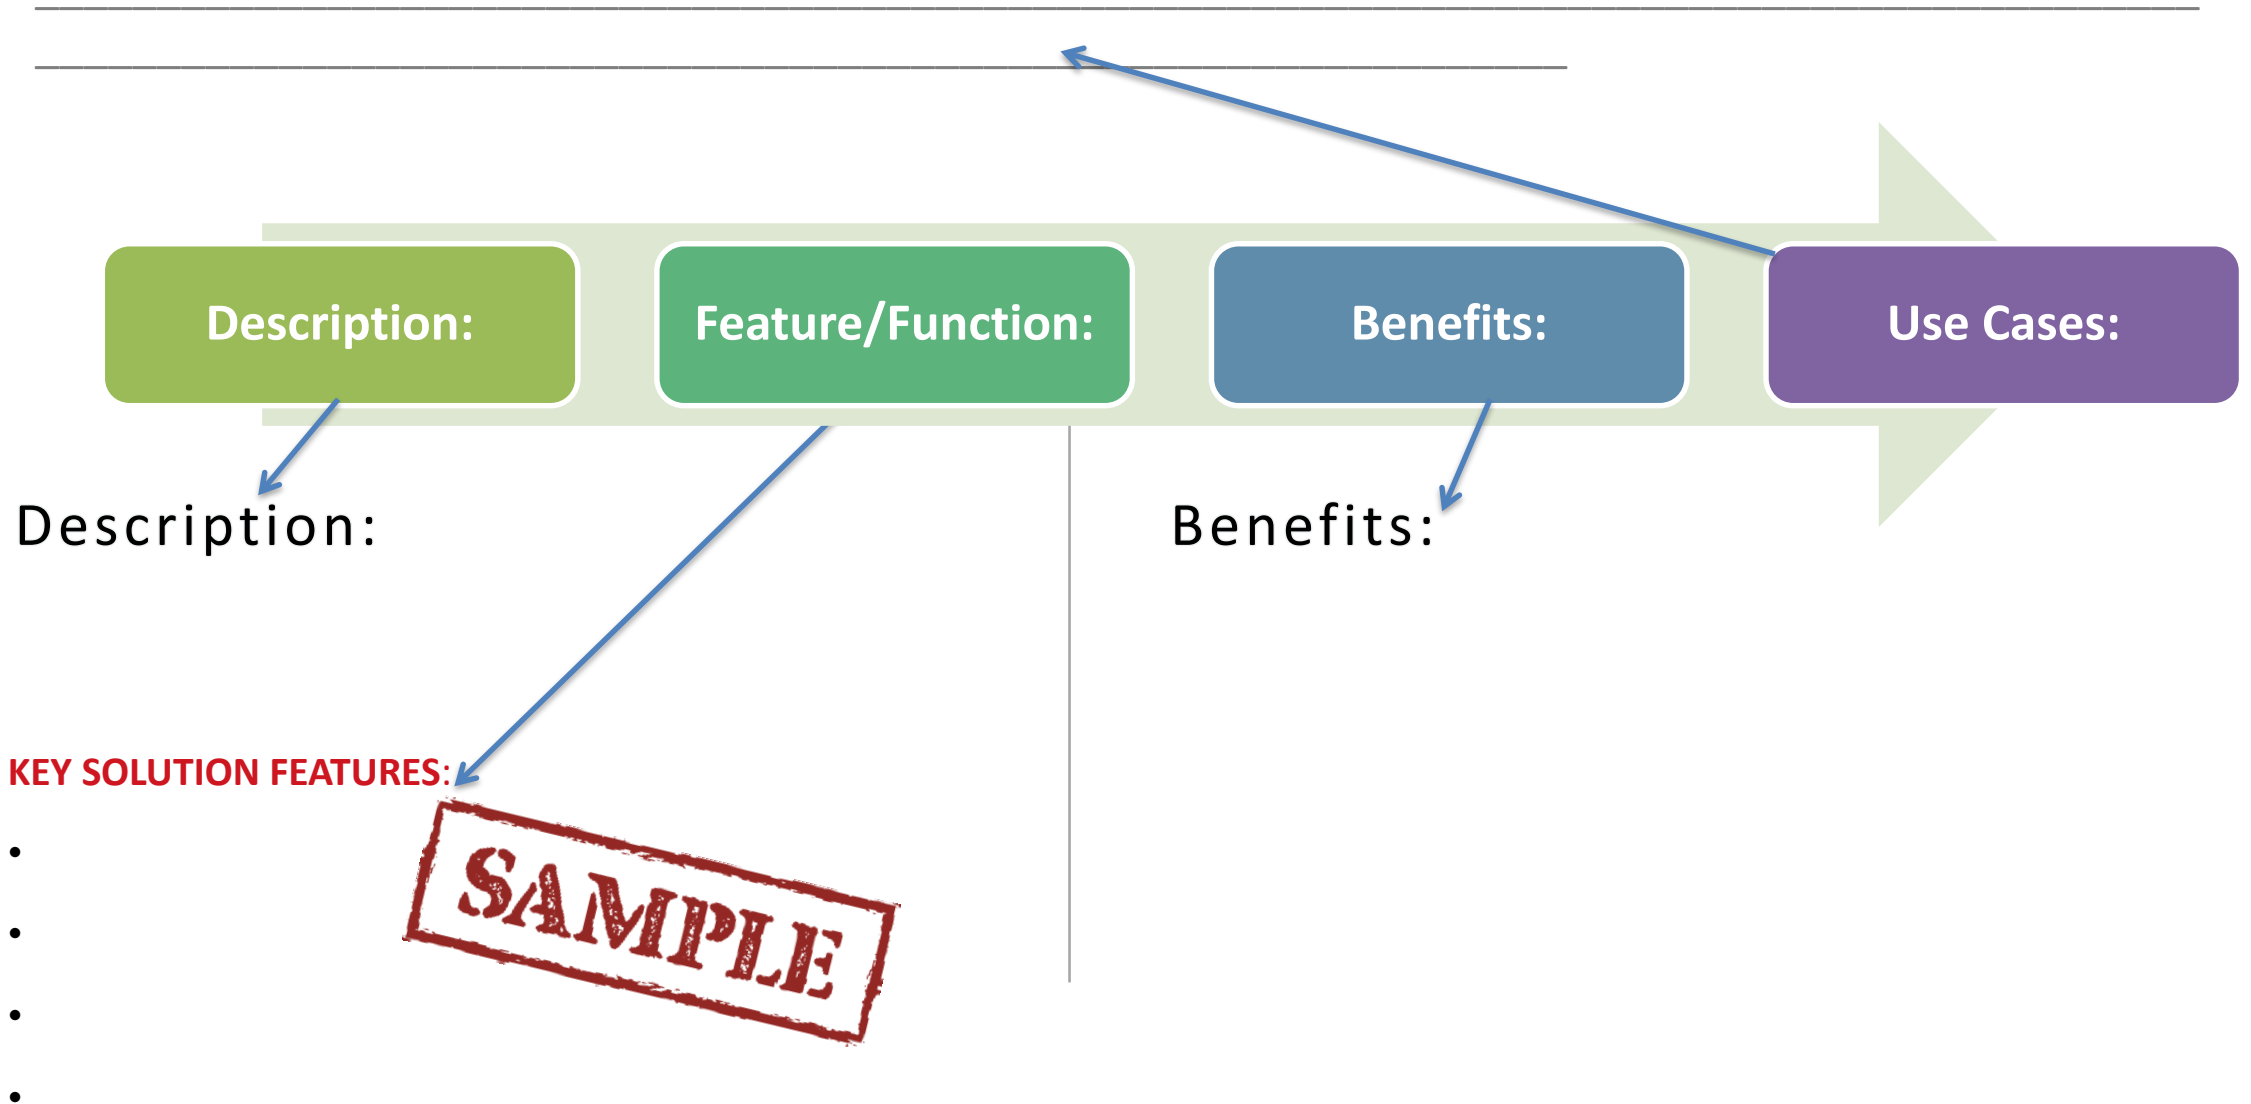 Description:
Feature/Function:
Benefits:
Use Cases:
Description:
Benefits:
KEY SOLUTION FEATURES:
•
SAMPLE
•
•
•